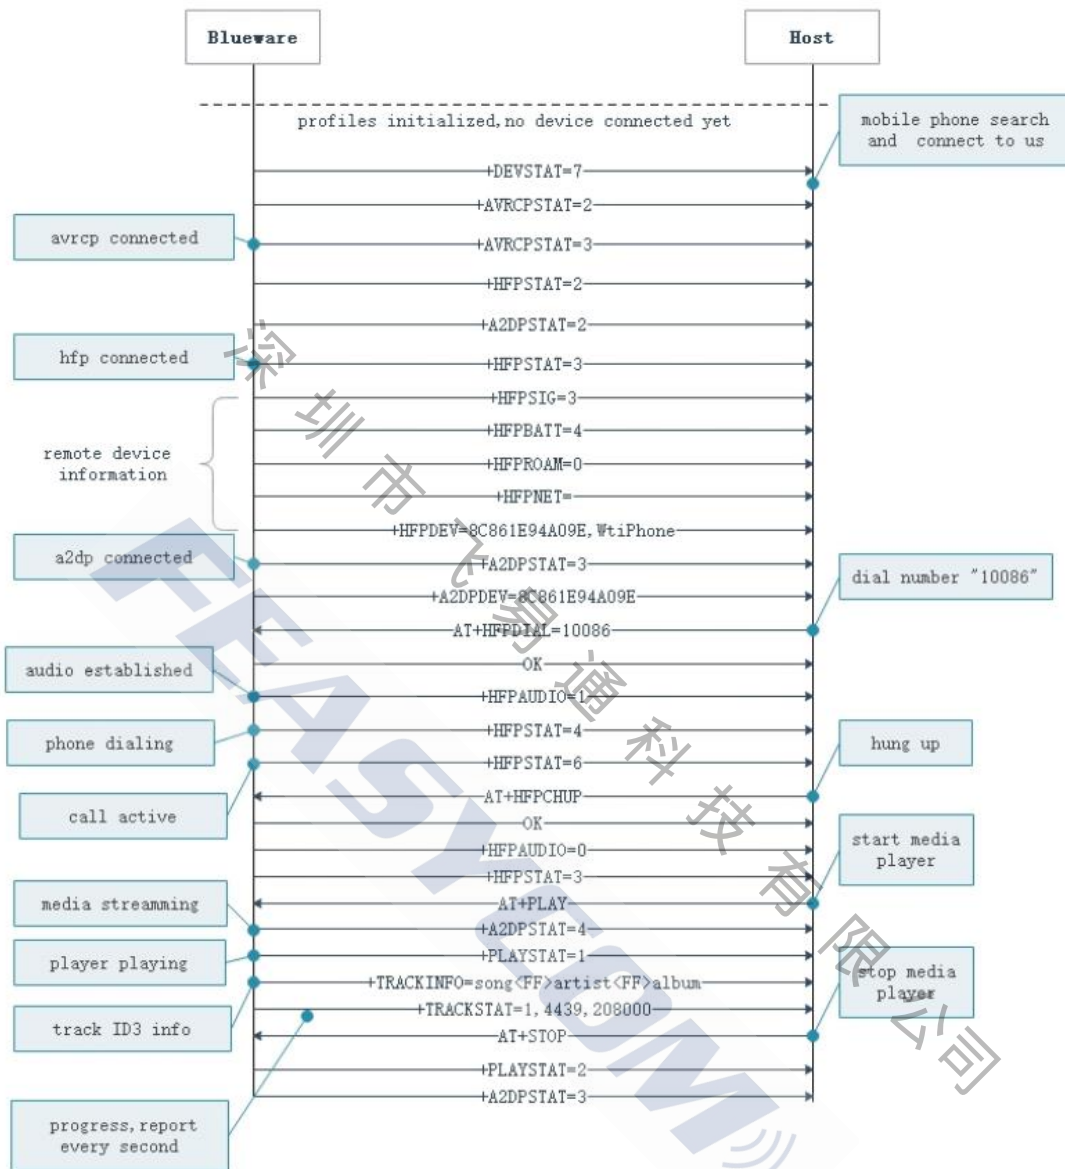 Blueware
Host
profiles initialized,no device connected yet
mobile phone search
and connect to us
+DEVSTAT=7
+AVRCPSTAT=2
avrcp connected
+AVRCPSTAT=3
+HFPSTAT=2
+A2DPSTAT=2
hfp connected
+HFPSTAT=3
+HFPSIG=3
+HFPBATT=4
remote device
information
+HFPROAM=0
+HFPNET=
+HFPDEV=8C861E94A09E,WtiPhone
a2dp connected
+A2DPSTAT=3
dial number "10086"
+A2DPDEV=8C861E94A09E
AT+HFPDIAL=10086
OK
audio established
+HFPAUDIO=1
phone dialing
+HFPSTAT=4
hung up
+HFPSTAT=6
AT+HFPCHUP
call active
OK
+HFPAUDIO=0
start media
player
+HFPSTAT=3
AT+PLAY
media streamming
+A2DPSTAT=4
player playing
+PLAYSTAT=1
stop media
player
+TRACKINFO=song<FF>artist<FF>album
+TRACKSTAT=1,4439,208000
track ID3 info
AT+STOP
+PLAYSTAT=2
+A2DPSTAT=3
progress,report
every second
深圳市飞易通科技有限公司
FEASYCOM